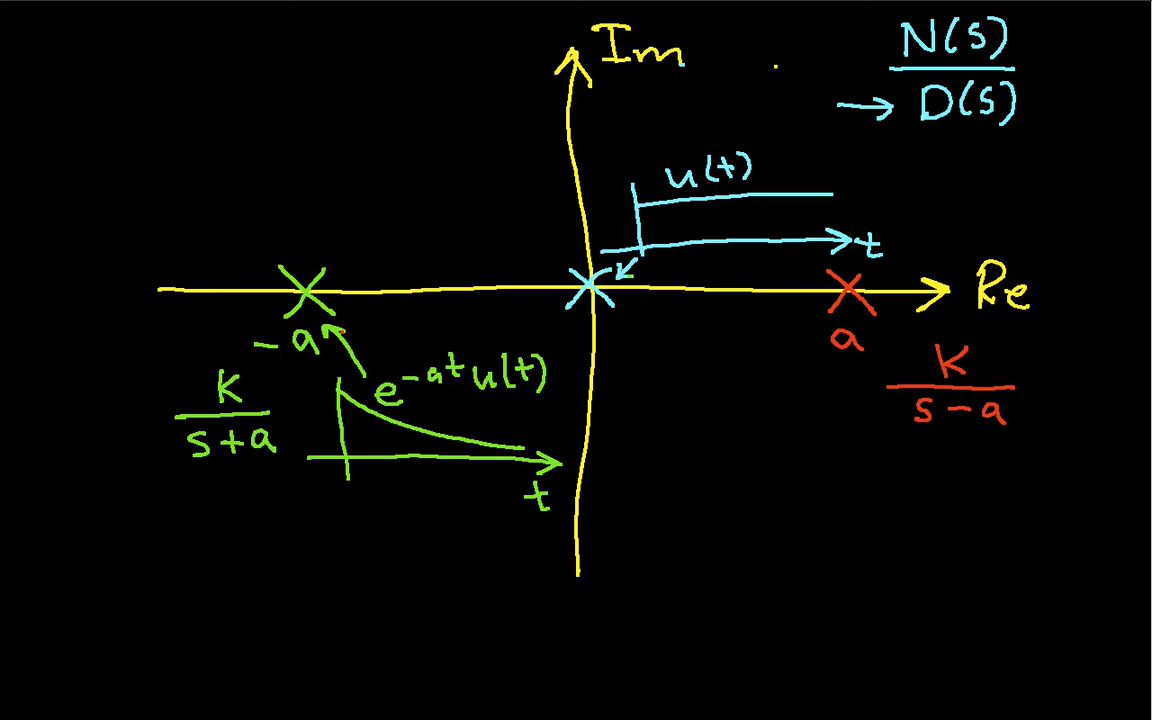 Im
N(s)
→ D(s)
u(t)
t
Re
-a
a
K
s+a
e^-at u(t)
t
K
s-a